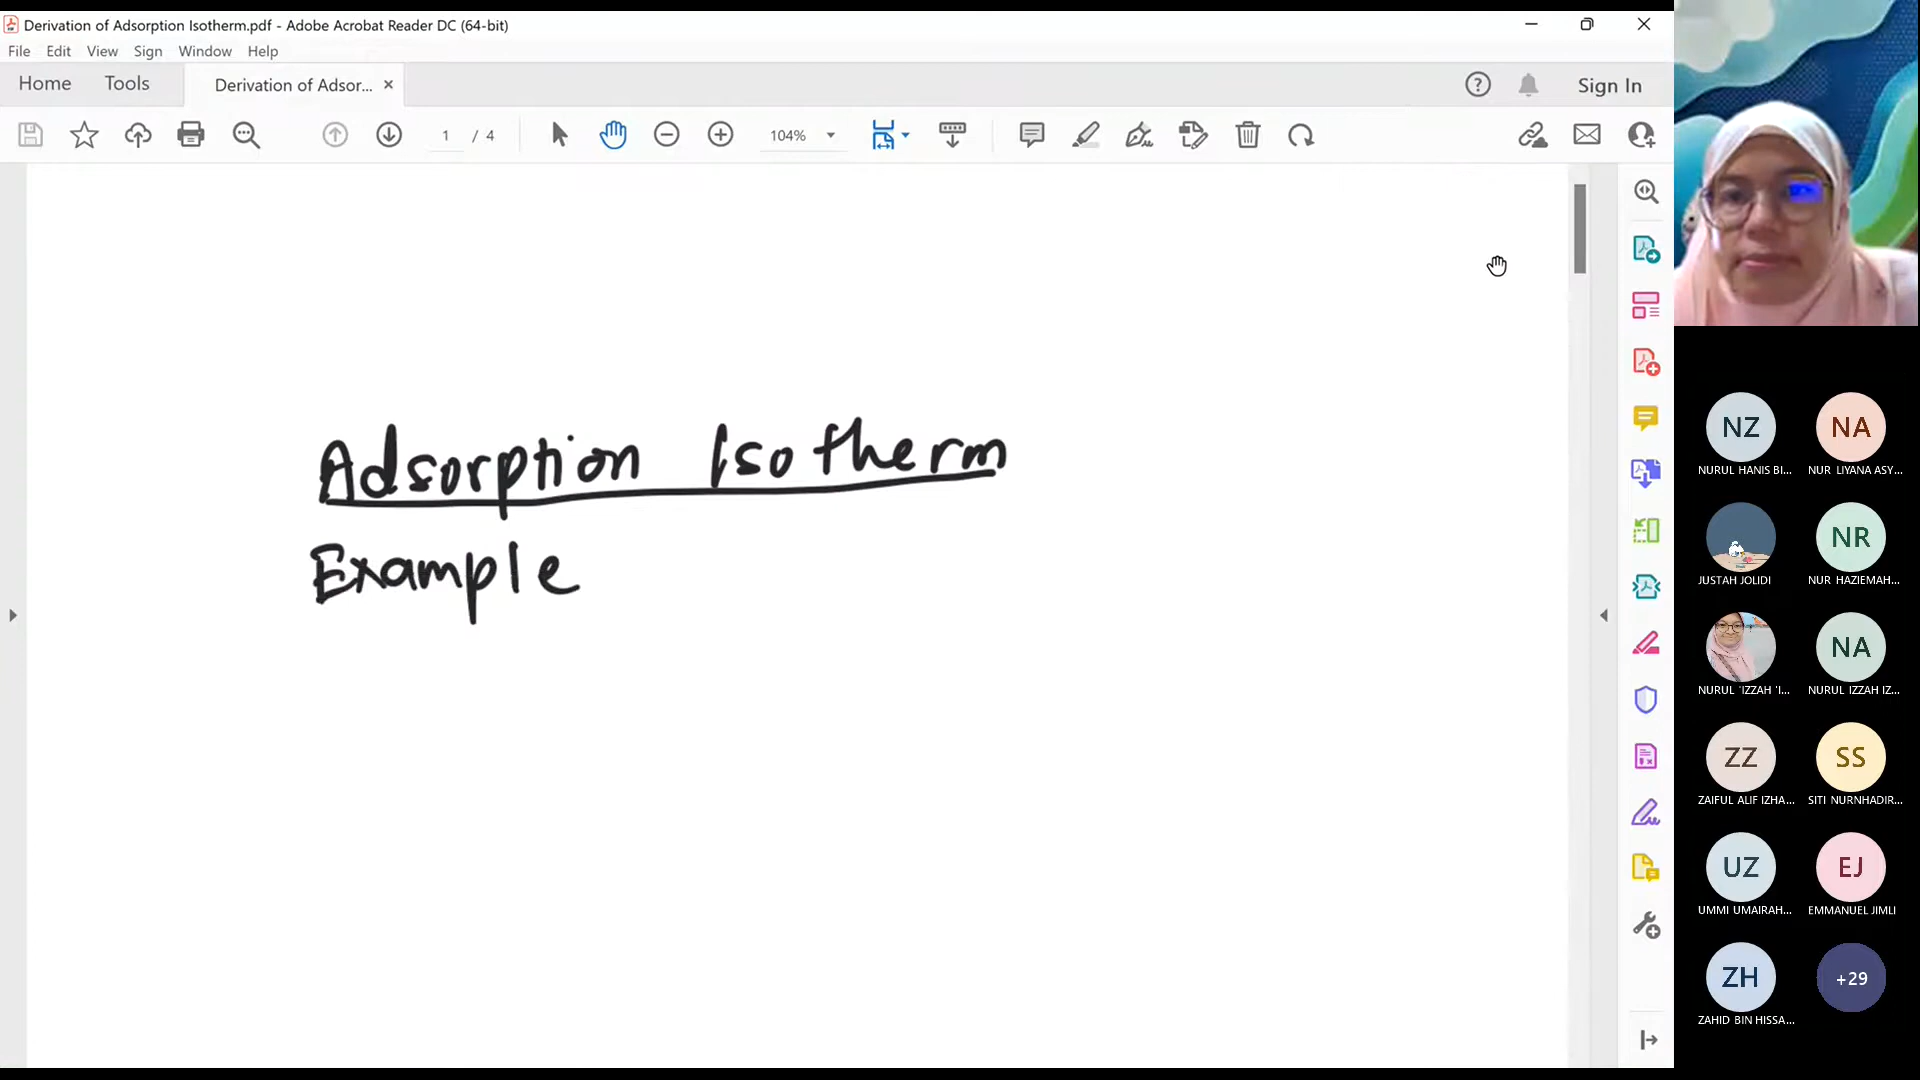 Derivation of Adsorption Isotherm.pdf - Adobe Acrobat Reader DC (64-bit)
File Edit View Sign Window Help
Home Tools Derivation of Adsor... × Sign In
1 / 4 104%
Adsorption Isotherm
Example
NZ NA
NURUL HANIS BI... NUR LIYANA ASY...
NR
JUSTAH JOLIDI NUR HAZIEMAH...
NA
NURUL 'IZZAH 'I... NURUL IZZAH IZ...
ZZ SS
ZAIFUL ALIF IZHA... SITI NURNHADIR...
UZ EJ
UMMI UMAIRAH... EMMANUEL JIMLI
ZH +29
ZAHID BIN HISSA...